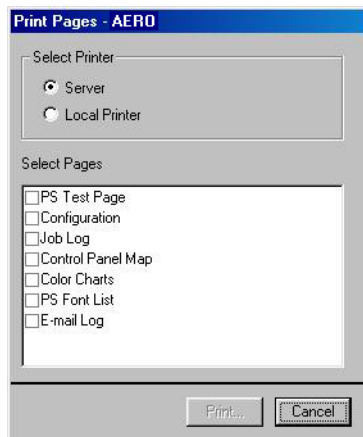 Print Pages - AERO
Select Printer
Server
Local Printer
Select Pages
PS Test Page
Configuration
Job Log
Control Panel Map
Color Charts
PS Font List
E-mail Log
Print... Cancel